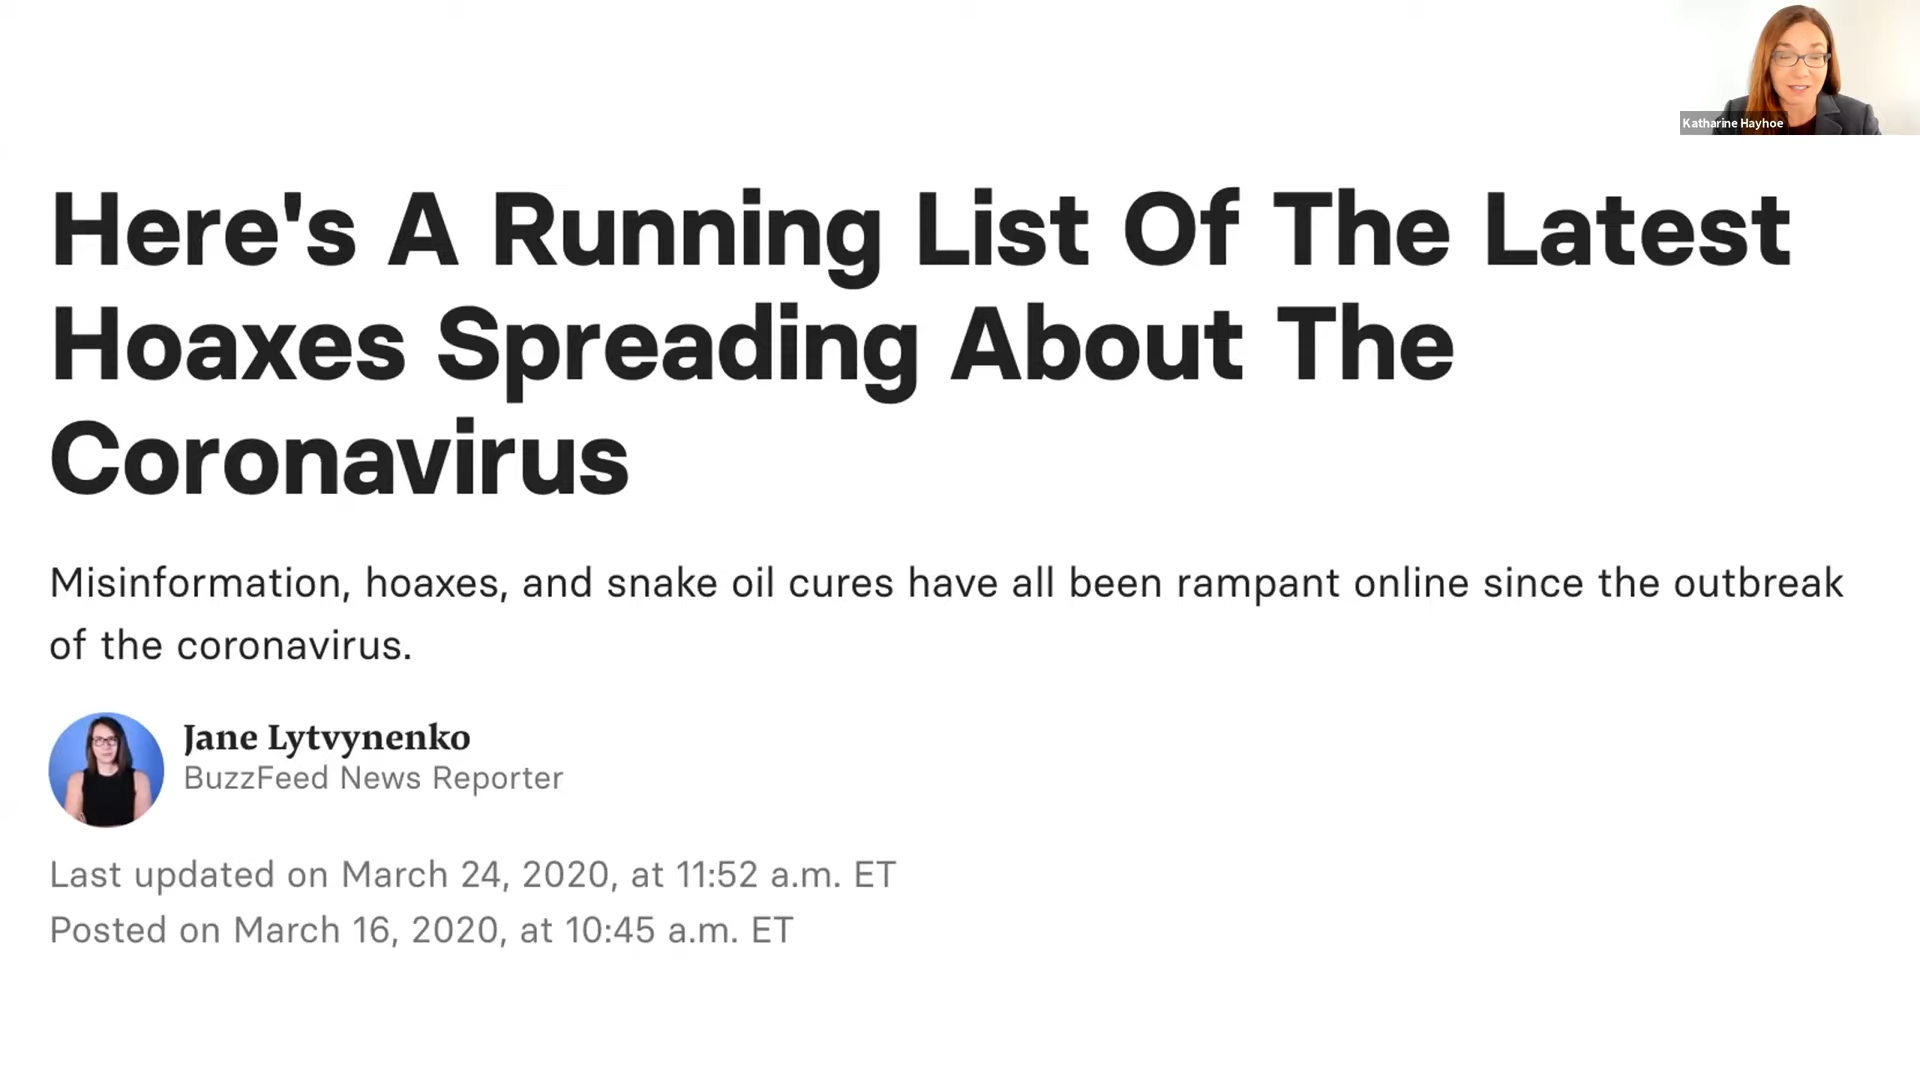 Katharine Hayhoe
Here's A Running List Of The Latest
Hoaxes Spreading About The
Coronavirus
Misinformation, hoaxes, and snake oil cures have all been rampant online since the outbreak
of the coronavirus.
Jane Lytvynenko
BuzzFeed News Reporter
Last updated on March 24, 2020, at 11:52 a.m. ET
Posted on March 16, 2020, at 10:45 a.m. ET